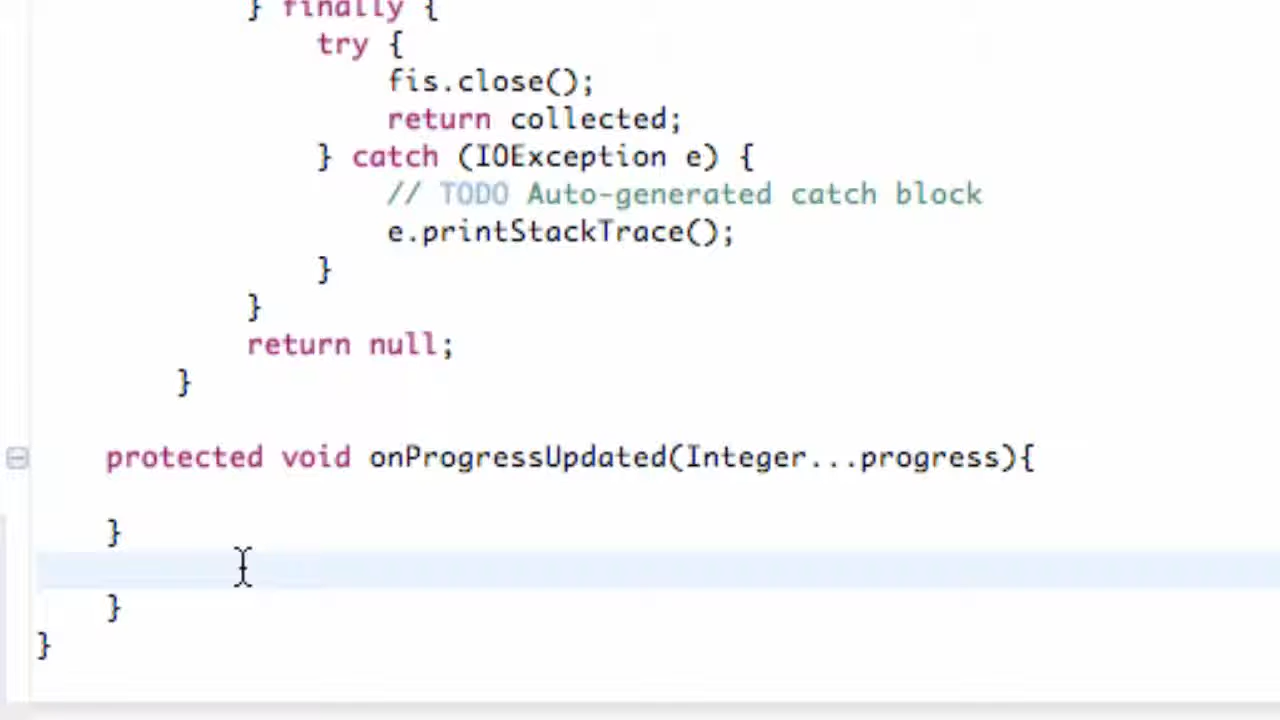 } finally {
try {
fis.close();
return collected;
} catch (IOException e) {
// TODO Auto-generated catch block
e.printStackTrace();
}
}
return null;
}
protected void onProgressUpdated(Integer...progress){
}
}
}